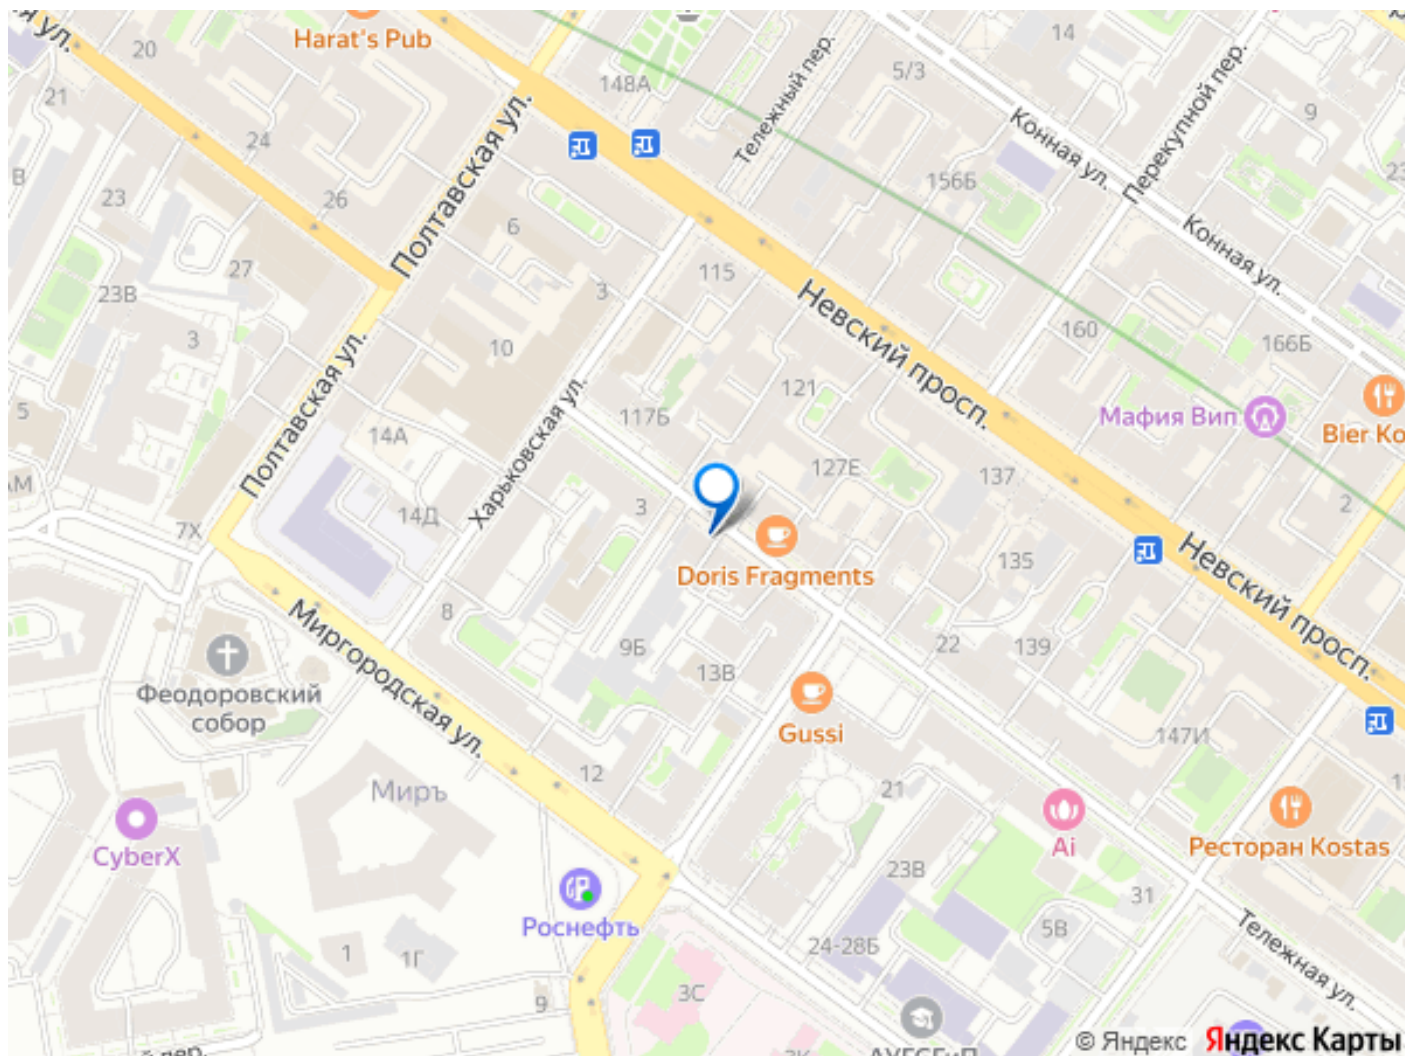 Harat's Pub
20
21
24
23
26
27
23В
3
5
148А
5/3
14
9
Тележный пер.
Конная ул.
Перекупной пер.
Полтавская ул.
156Б
6
3
115
10
Невский просп.
160
166Б
Конная ул.
Полтавская ул.
121
117Б
Мафия Вип
14А
Харьковская ул.
127Е
137
2
14Д
3
7Х
Doris Fragments
135
Невский просп.
8
9Б
13В
22
139
Феодоровский
собор
Миргородская ул.
Gussi
147И
12
21
Миръ
CyberX
Ai
Ресторан Kostas
23В
31
Роснефть
5В
24-28Б
Тележная ул.
1
1Г
3С
9
© Яндекс Яндекс Карты